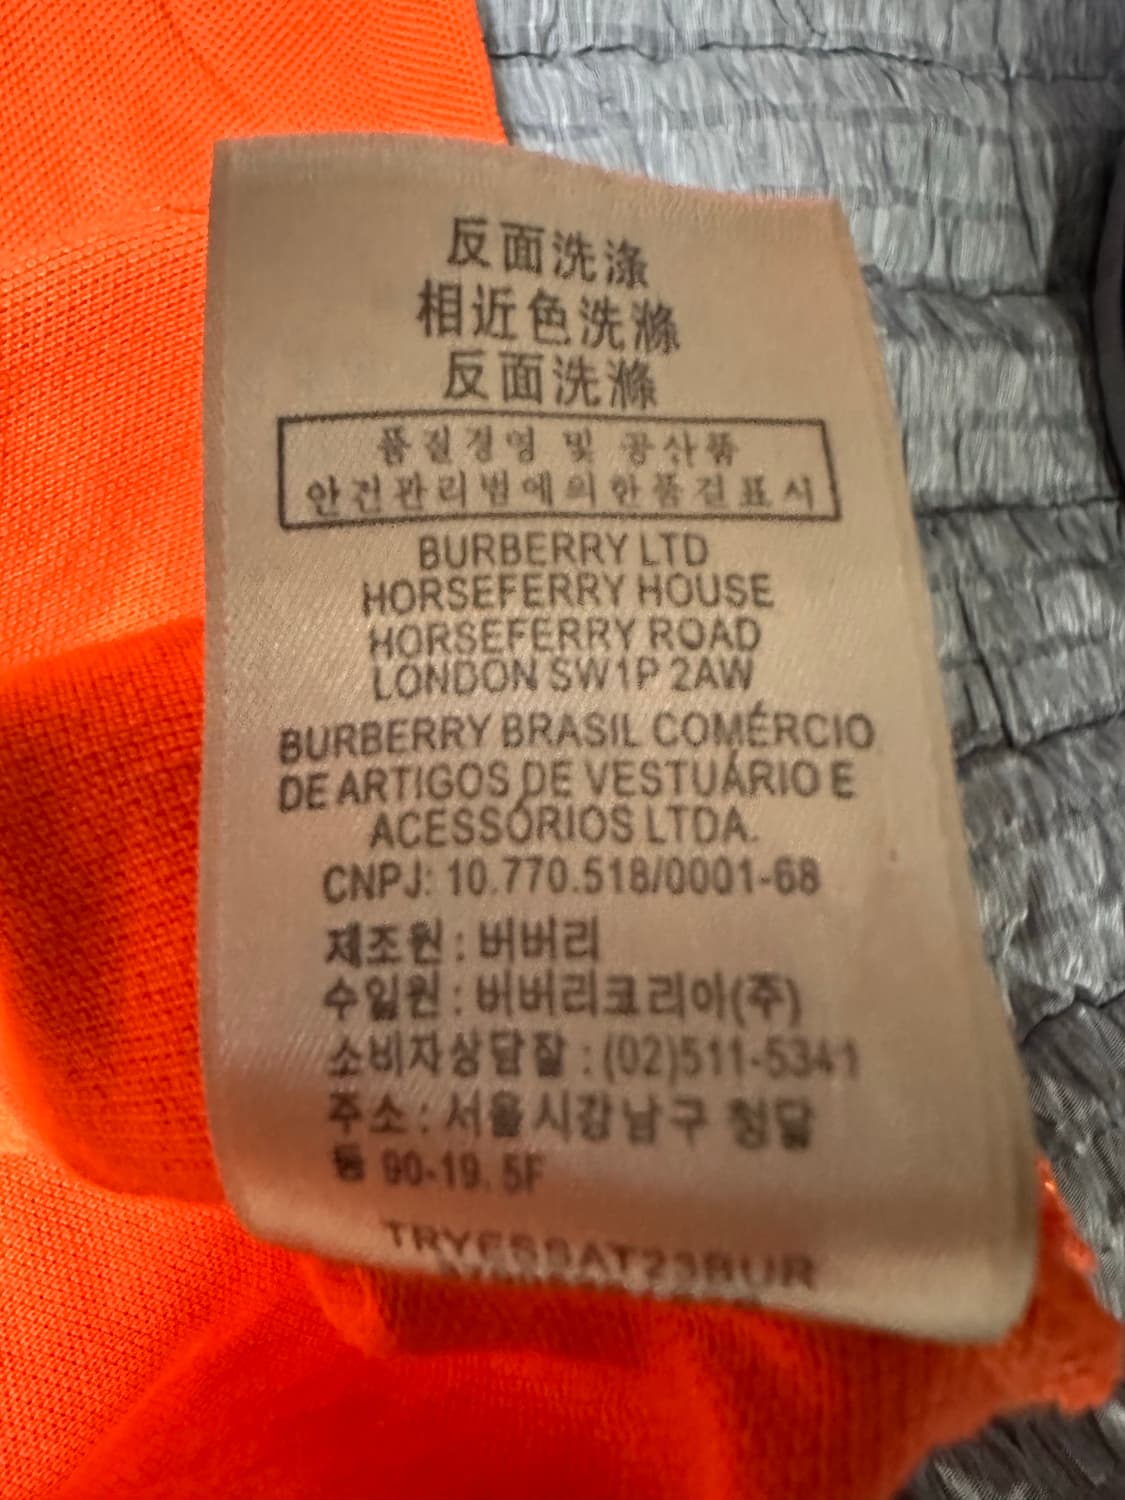 反面洗涤
相近色洗滌
反面洗滌
품질경영 및 공산품
안전관리법에의한품질표시
BURBERRY LTD
HORSEFERRY HOUSE
HORSEFERRY ROAD
LONDON SW1P 2AW
BURBERRY BRASIL COMÉRCIO
DE ARTIGOS DE VESTUÁRIO E
ACESSÓRIOS LTDA.
CNPJ: 10.770.518/0001-68
제조원 : 버버리
수입원 : 버버리코리아(주)
소비자상담잘 : (02)511-5341
주소 : 서울시강남구 청담
동 90-19. 5F
TRYESSAT23BUR